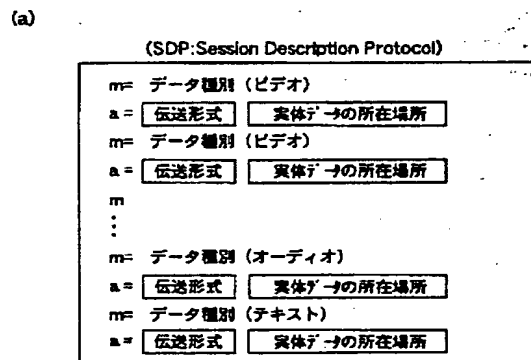 (a)
(SDP:Session Description Protocol)
m= データ種別 (ビデオ)
a= 伝送形式 実体データの所在場所
m= データ種別 (ビデオ)
a= 伝送形式 実体データの所在場所
m
⋮
m= データ種別 (オーディオ)
a= 伝送形式 実体データの所在場所
m= データ種別 (テキスト)
a= 伝送形式 実体データの所在場所